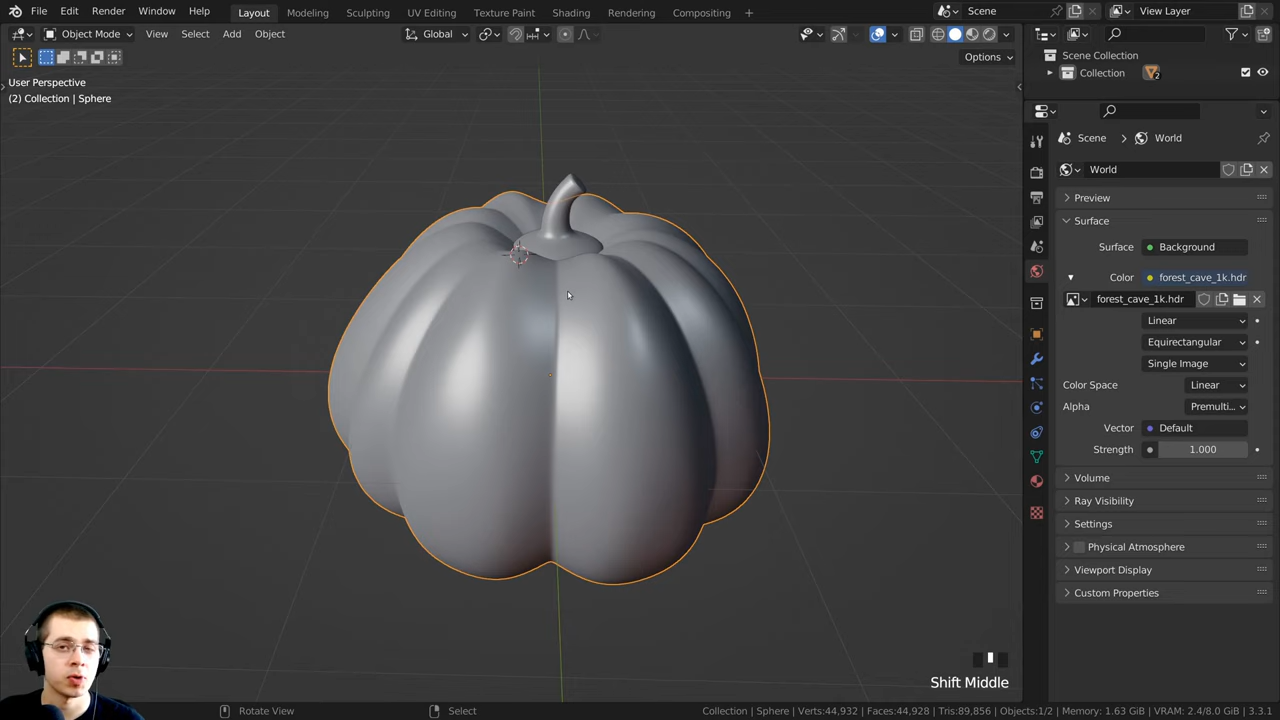 File Edit Render Window Help Layout Modeling Sculpting UV Editing Texture Paint Shading Rendering Compositing Scene View Layer
Object Mode View Select Add Object Global
Options
User Perspective
(2) Collection | Sphere
Scene Collection
Collection 2
Scene > World
World
Preview
Surface
Surface Background
Color forest_cave_1k.hdr
forest_cave_1k.hdr
Linear
Equirectangular
Single Image
Color Space Linear
Alpha Premulti...
Vector Default
Strength 1.000
Volume
Ray Visibility
Settings
Physical Atmosphere
Viewport Display
Custom Properties
Shift Middle
Rotate View Select Collection | Sphere | Verts:44,932 | Faces:44,928 | Tris:89,856 | Objects:1/2 | Memory: 1.63 GiB | VRAM: 2.4/8.0 GiB | 3.3.1